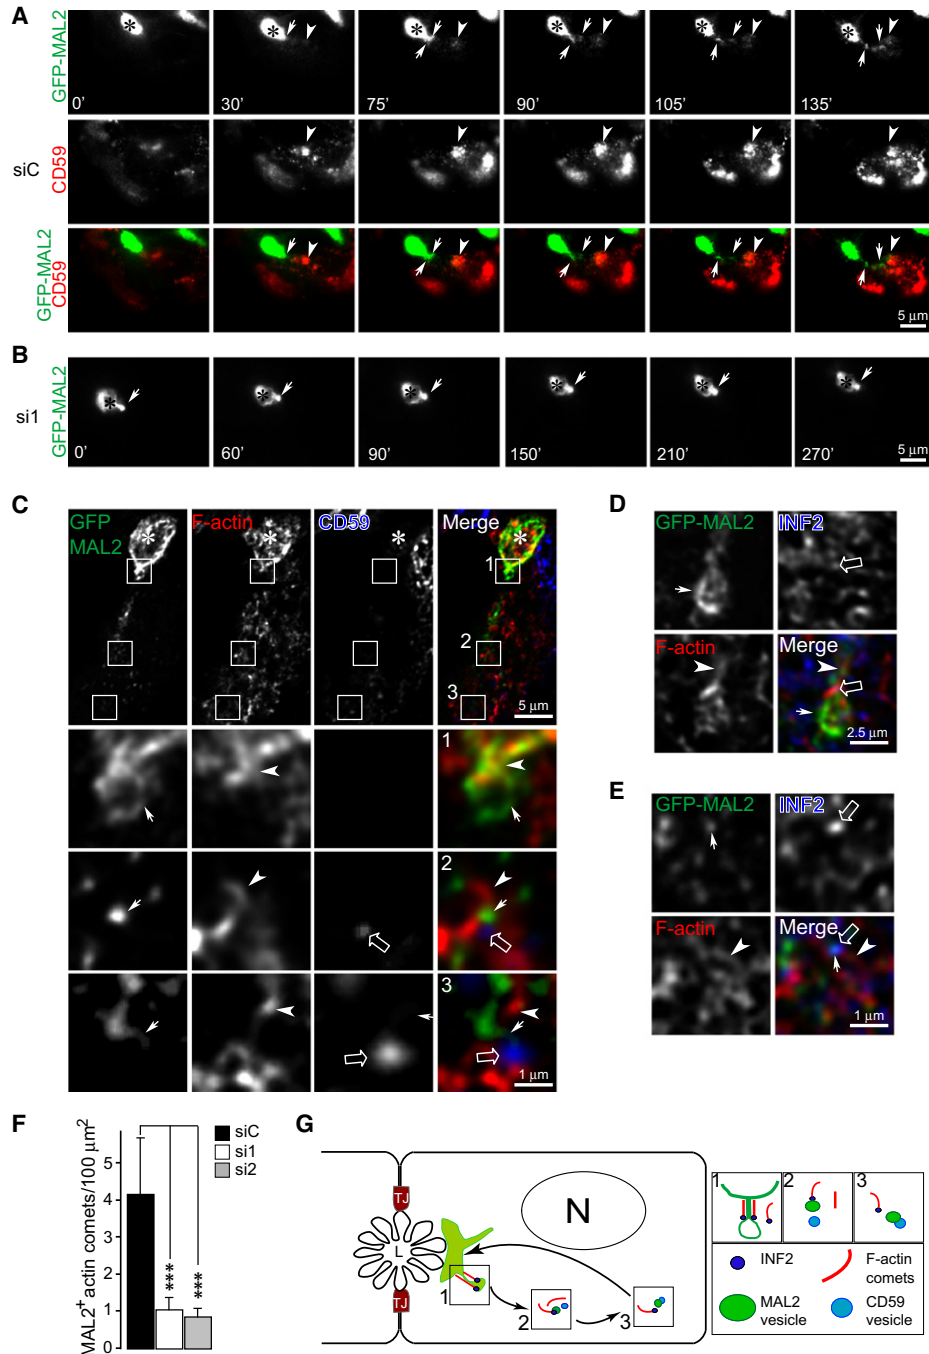 A
GFP-MAL2
0’
30’
75’
90’
105’
135’
siC
CD59
GFP-MAL2
CD59
5 µm
B
si1
GFP-MAL2
0’
60’
90’
150’
210’
270’
5 µm
C
GFP
MAL2
F-actin
CD59
Merge
1
2
3
5 µm
1
2
3
1 µm
D
GFP-MAL2
INF2
F-actin
Merge
2.5 µm
E
GFP-MAL2
INF2
F-actin
Merge
1 µm
F
MAL2+ actin comets/100 µm2
5
4
3
2
1
0
***
***
siC
si1
si2
G
TJ
L
TJ
N
1
2
3
1
2
3
INF2
F-actin
comets
MAL2
vesicle
CD59
vesicle